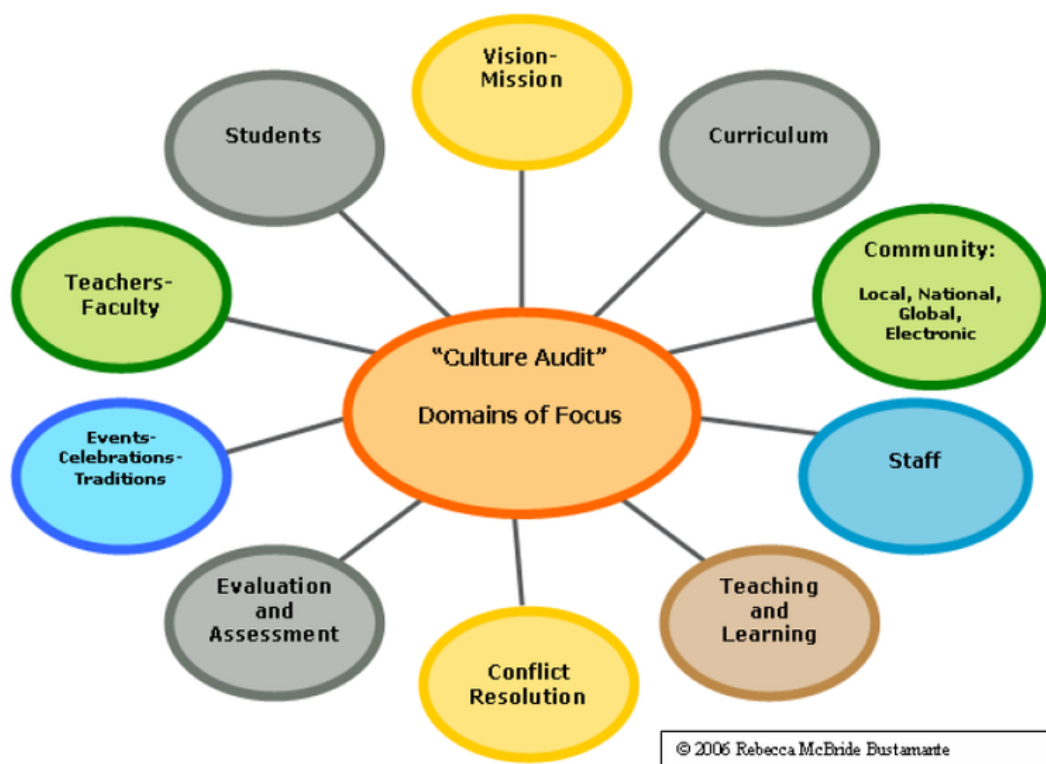 Vision-
Mission
Students
Curriculum
Teachers-
Faculty
Community:
Local, National,
Global,
Electronic
"Culture Audit"
Domains of Focus
Events-
Celebrations-
Traditions
Staff
Evaluation
and
Assessment
Teaching
and
Learning
Conflict
Resolution
© 2006 Rebecca McBride Bustamante